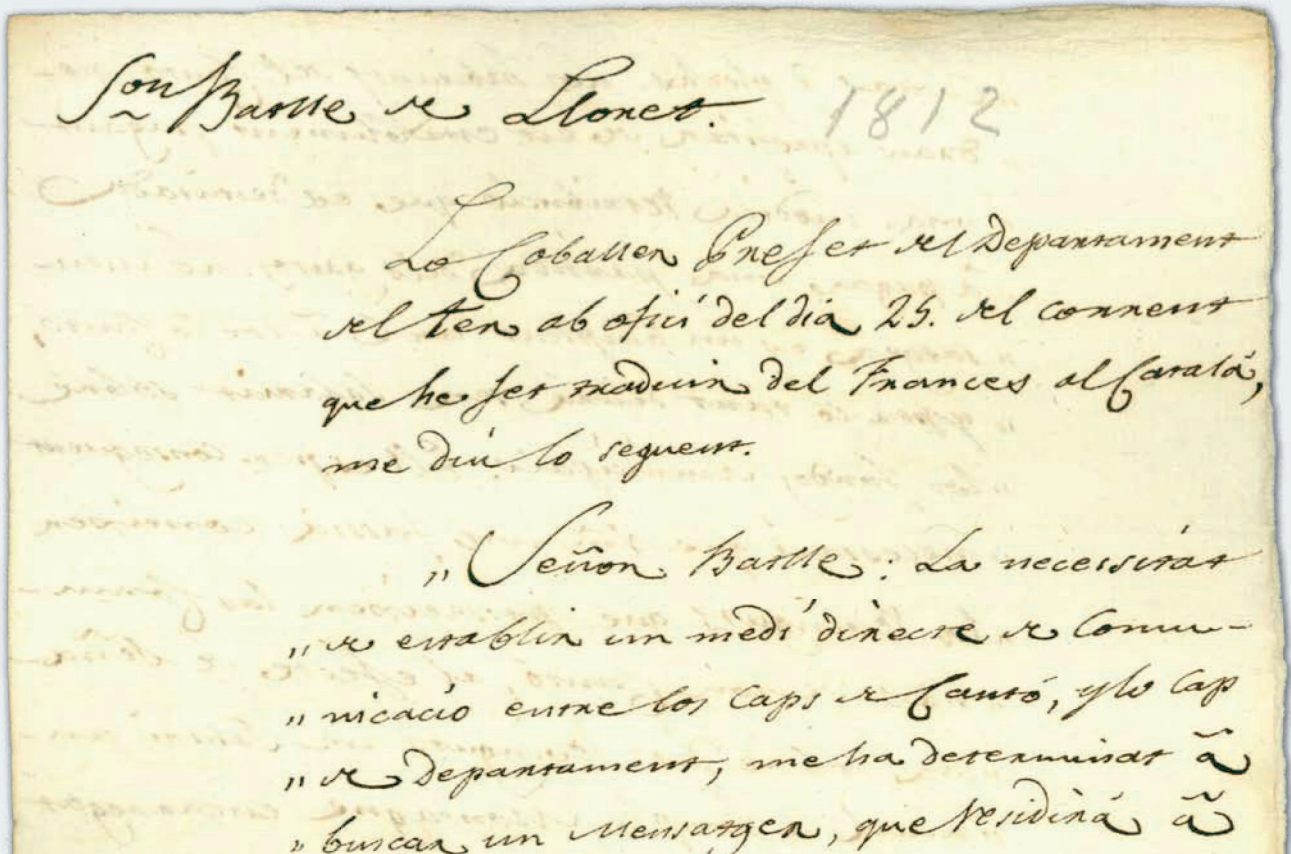 Sor Batlle de Lloret. 1812
Lo Caballer Prefet del Departament
del Ter ab ofici del dia 25. del corrent
que he fet traduir del Frances al Catalá,
me diu lo seguent.
„ Señor Batlle: La necessitat
„ de establir un medi directe de Comu-
„ nicació entre los Caps de Cantó, y lo Cap
„ de Departament, me ha determinat á
„ buscar un Mensatger, que residirá á